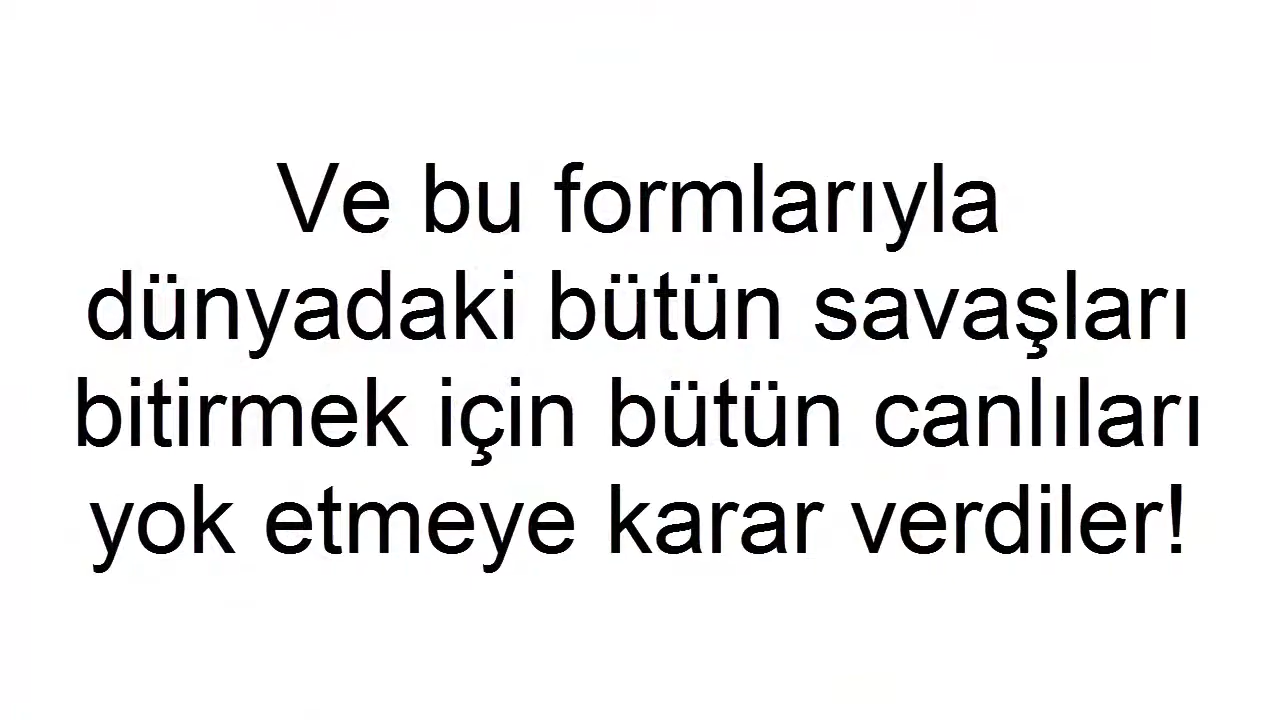 Ve bu formlarıyla
dünyadaki bütün savaşları
bitirmek için bütün canlıları
yok etmeye karar verdiler!